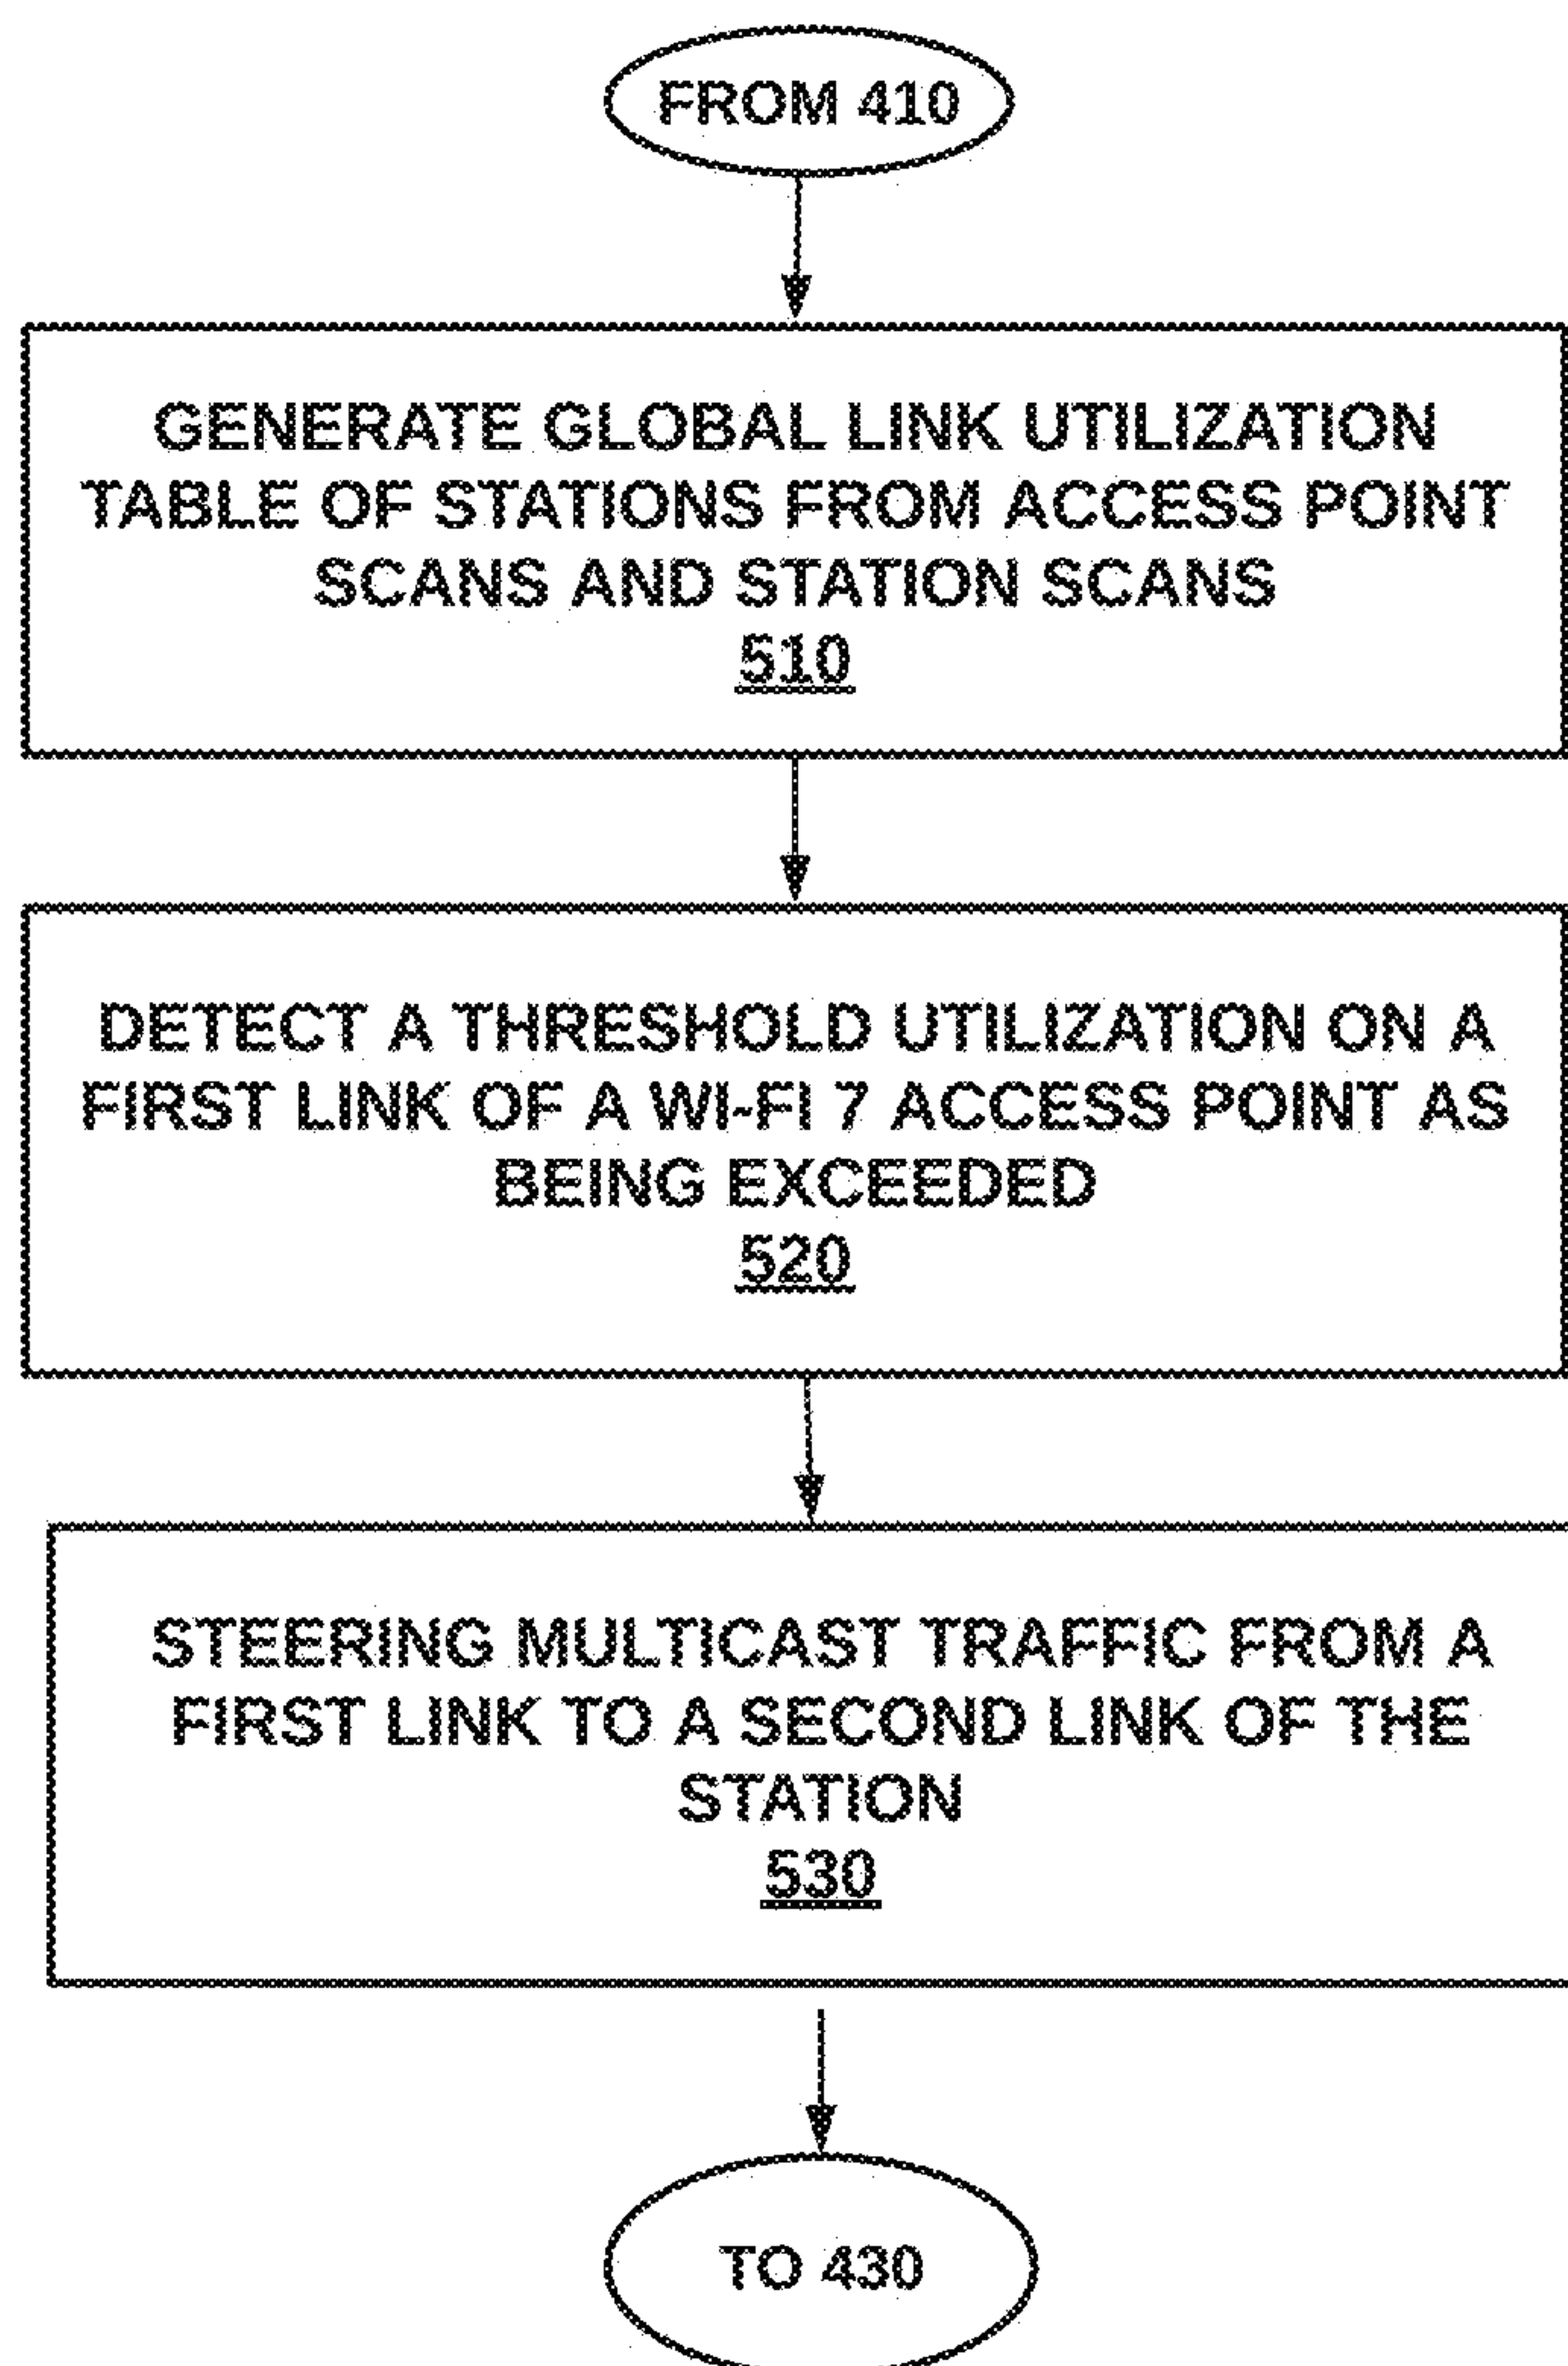 FROM 410
GENERATE GLOBAL LINK UTILIZATION
TABLE OF STATIONS FROM ACCESS POINT
SCANS AND STATION SCANS
510
DETECT A THRESHOLD UTILIZATION ON A
FIRST LINK OF A WI-FI 7 ACCESS POINT AS
BEING EXCEEDED
520
STEERING MULTICAST TRAFFIC FROM A
FIRST LINK TO A SECOND LINK OF THE
STATION
530
TO 430